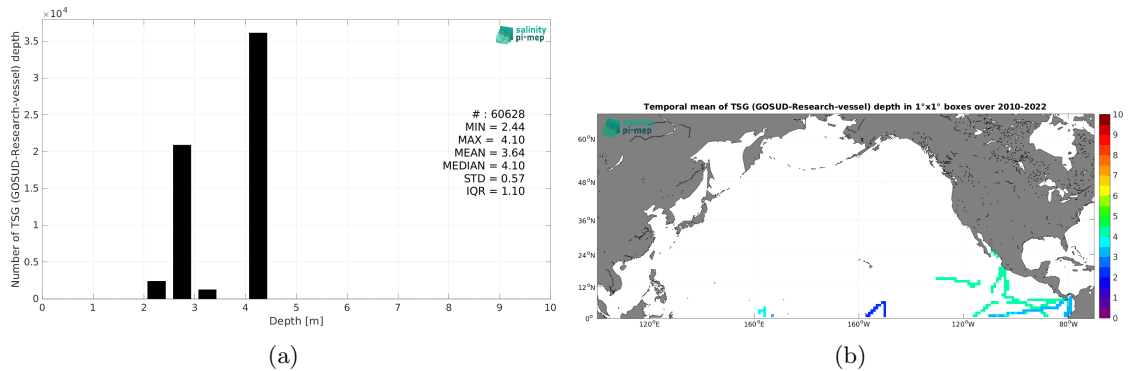 ×10⁴
3.5
3
2.5
2
1.5
1
0.5
0
Number of TSG (GOSUD-Research-vessel) depth
salinity
pi-mep
# : 60628
MIN = 2.44
MAX = 4.10
MEAN = 3.64
MEDIAN = 4.10
STD = 0.57
IQR = 1.10
0 1 2 3 4 5 6 7 8 9 10
Depth [m]
(a)
Temporal mean of TSG (GOSUD-Research-vessel) depth in 1°x1° boxes over 2010-2022
salinity
pi-mep
60°N
48°N
36°N
24°N
12°N
0°
120°E 160°E 160°W 120°W 80°W
10
9
8
7
6
5
4
3
2
1
0
(b)